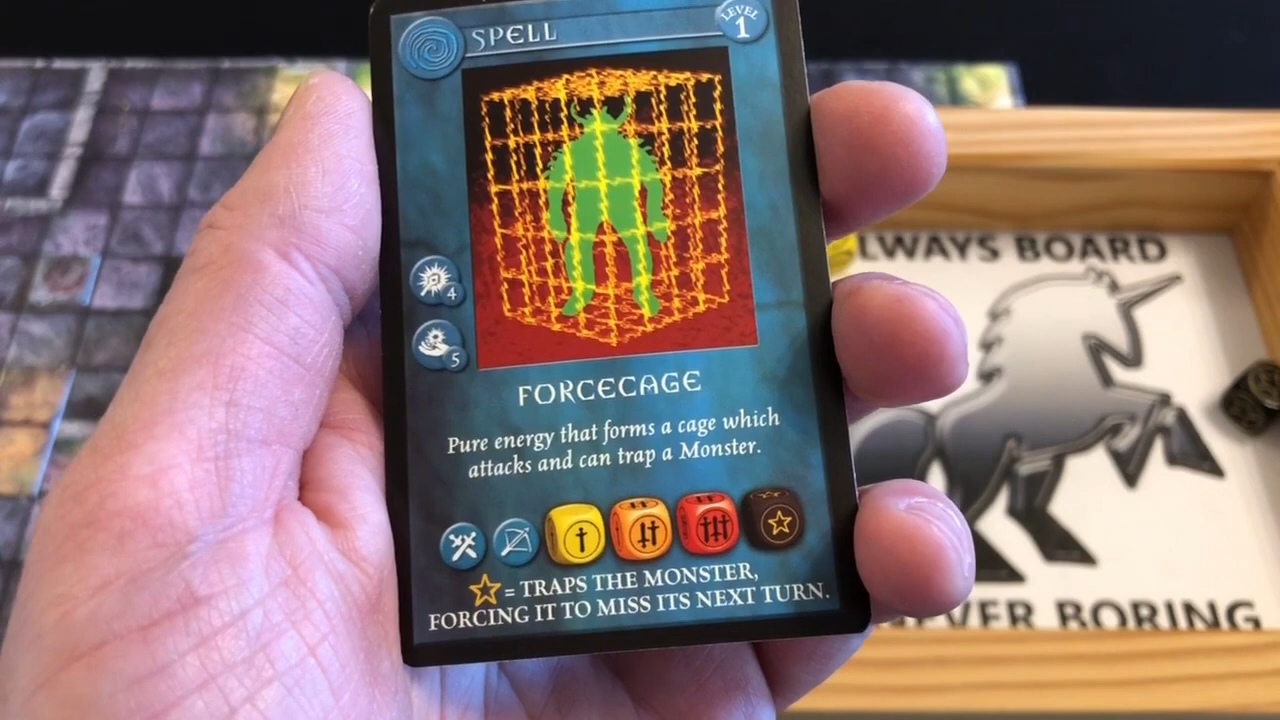 SPELL
LEVEL
1
4
5
FORCECAGE
Pure energy that forms a cage which
attacks and can trap a Monster.
= TRAPS THE MONSTER,
FORCING IT TO MISS ITS NEXT TURN.
LWAYS BOARD
EVER BORING